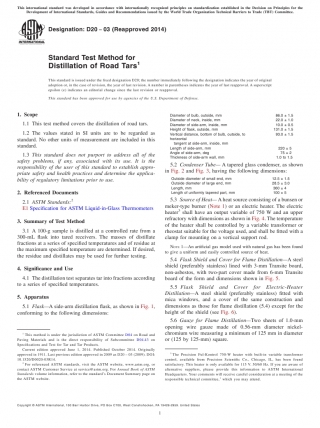 This international standard was developed in accordance with internationally recognized principles on standardization established in the Decision on Principles for the
Development of International Standards, Guides and Recommendations issued by the World Trade Organization Technical Barriers to Trade (TBT) Committee.
INTERNATIONAL
Designation: D20 − 03 (Reapproved 2014)
Standard Test Method for
Distillation of Road Tars¹
This standard is issued under the fixed designation D20; the number immediately following the designation indicates the year of original
adoption or, in the case of revision, the year of last revision. A number in parentheses indicates the year of last reapproval. A superscript
epsilon (ε) indicates an editorial change since the last revision or reapproval.
This standard has been approved for use by agencies of the U.S. Department of Defense.
1. Scope
1.1 This test method covers the distillation of road tars.
1.2 The values stated in SI units are to be regarded as
standard. No other units of measurement are included in this
standard.
1.3 This standard does not purport to address all of the
safety problems, if any, associated with its use. It is the
responsibility of the user of this standard to establish appro-
priate safety and health practices and determine the applica-
bility of regulatory limitations prior to use.
2. Referenced Documents
2.1 ASTM Standards:²
E1 Specification for ASTM Liquid-in-Glass Thermometers
3. Summary of Method
3.1 A 100-g sample is distilled at a controlled rate from a
300-mL flask into tared receivers. The masses of distillate
fractions at a series of specified temperatures and of residue at
the maximum specified temperature are determined. If desired,
the residue and distillates may be used for further testing.
4. Significance and Use
4.1 The distillation tar separates tar into fractions according
to a series of specified temperatures.
5. Apparatus
5.1 Flask—A side-arm distillation flask, as shown in Fig. 1,
conforming to the following dimensions:
¹ This method is under the jurisdiction of ASTM Committee D04 on Road and
Paving Materials and is the direct responsibility of Subcommittee
on Emulsions and Tes for Tar and Tar Products.
Current edition approved June 1, 2014. Published October 2014. Originally
approved in 1911. Last previous edition approved in 2009 as D20 – 03 (2009). DOI:
10.1520/D0020-03R14.
² For referenced ASTM standards, visit the ASTM website, www.astm.org, or
contact ASTM Customer Service at service@astm.org. For Annual Book of ASTM
Standards volume information, refer to the standard's Document Summary page on
the ASTM website.
Diameter of bulb, outside, mm 86.0 ± 1.5
Diameter of neck, inside, mm 22.0 ± 1.0
Diameter of side-arm, inside, mm 10.0 ± 0.5
Height of flask, outside, mm 131.0 ± 1.5
Vertical distance, bottom of bulb, outside, to 93.0 ± 1.5
horizontal
tangent at side-arm, inside, mm
Length of side-arm, mm 220 ± 5
Angle of side-arm, deg 75 ± 2
Thickness of side-arm wall, mm 1.0 to 1.5
5.2 Condenser Tube—A tapered glass condenser, as shown
in Fig. 2 and Fig. 3, having the following dimensions:
Outside diameter of small end, mm 12.5 ± 1.5
Outside diameter of large end, mm 28.5 ± 3.0
Length, mm 360 ± 4
Length of uniformly tapered part, mm 100 ± 5
5.3 Source of Heat—A heat source consisting of a bunsen or
meker-type burner (Note 1) or an electric heater. The electric
heater³ shall have an output variable of 750 W and an upper
refractory with dimensions as shown in Fig. 4. The temperature
of the heater shall be controlled by a variable transformer or
rheostat suitable for the voltage used, and shall be fitted with a
clamp for mounting on a vertical support rod.
NOTE 1—An artificial gas model used with natural gas has been found
to give a uniform and easily controlled source of heat.
5.4 Flask Shield and Cover for Flame Distillation—A steel
shield (preferably stainless) lined with 3-mm Transite board,
non-asbestos, with two-part cover made from 6-mm Transite
board of the form and dimensions shown in Fig. 5.
5.5 Flask Shield and Cover for Electric-Heater
Distillation—A steel shield (preferably stainless) fitted with
mica windows, and a cover of the same construction and
dimensions as those for flame distillation (5.4) except for the
height of the shield (see Fig. 6).
5.6 Gauze for Flame Distillation—Two sheets of 1.0-mm
opening wire gauze made of 0.56-mm diameter nickel-
chromium wire measuring a minimum of 125 mm in diameter
or (125 by 125-mm) square.
³ The Precision Full-Round 750 W heater with built-in variable transformer
control, available from Precision Scientific Co., Chicago, IL, has been found
satisfactory. This heater is only available for 115 V 50/60 Hz. If you are aware of
alternative suppliers, please provide this information to ASTM International
Headquarters. Your comments will receive careful consideration at a meeting of the
responsible technical committee,¹ which you may attend.
Copyright © ASTM International, 100 Barr Harbor Drive, PO Box C700, West Conshohocken, PA 19428-2959. United States
1